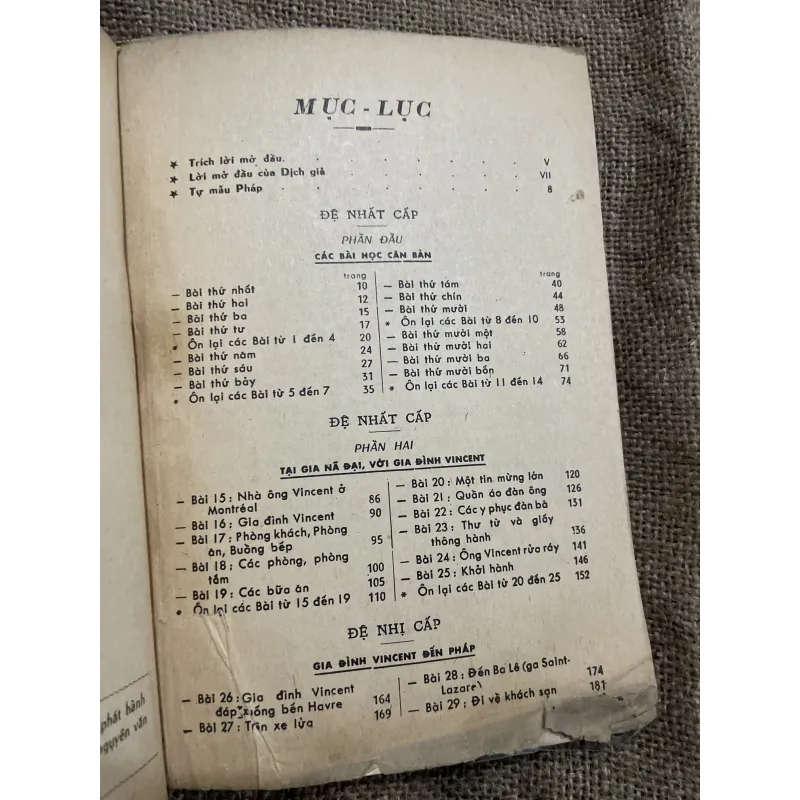 MỤC - LỤC
★ Trích lời mở đầu. . . . . . . . V
★ Lời mở đầu của Dịch giả . . . . . . VII
★ Tự mẫu Pháp . . . . . . . . 8
ĐỆ NHẤT CẤP
PHẦN ĐẦU
CÁC BÀI HỌC CĂN BẢN
trang
— Bài thứ nhất 10
— Bài thứ hai 12
— Bài thứ ba 15
— Bài thứ tư 17
* Ôn lại các Bài từ 1 đến 4 20
— Bài thứ năm 24
— Bài thứ sáu 27
— Bài thứ bảy 31
* Ôn lại các Bài từ 5 đến 7 35
trang
— Bài thứ tám 40
— Bài thứ chín 44
— Bài thứ mười 48
* Ôn lại các Bài từ 8 đến 10 53
— Bài thứ mười một 58
— Bài thứ mười hai 62
— Bài thứ mười ba 66
— Bài thứ mười bốn 71
* Ôn lại các Bài từ 11 đến 14 74
ĐỆ NHẤT CẤP
PHẦN HAI
TẠI GIA NÃ ĐẠI, VỚI GIA ĐÌNH VINCENT
— Bài 15 : Nhà ông Vincent ở
Montréal 86
— Bài 16 : Gia đình Vincent 90
— Bài 17 : Phòng khách, Phòng
ăn, Buồng bếp 95
— Bài 18 : Các phòng, phòng
tắm 100
— Bài 19 : Các bữa ăn 105
* Ôn lại các Bài từ 15 đến 19 110
— Bài 20 : Một tin mừng lớn 120
— Bài 21 : Quần áo đàn ông 126
— Bài 22 : Các y phục đàn bà 131
— Bài 23 : Thư từ và giấy
thông hành 136
— Bài 24 : Ông Vincent rửa ráy 141
— Bài 25 : Khởi hành 146
* Ôn lại các Bài từ 20 đến 25 152
ĐỆ NHỊ CẤP
GIA ĐÌNH VINCENT ĐẾN PHÁP
— Bài 26 : Gia đình Vincent
đáp xuống bến Havre 164
— Bài 27 : Trên xe lửa 169
— Bài 28 : Đến Ba Lê (ga Saint-
Lazare) 174
— Bài 29 : Đi về khách sạn 181
phát hành
nguyên văn